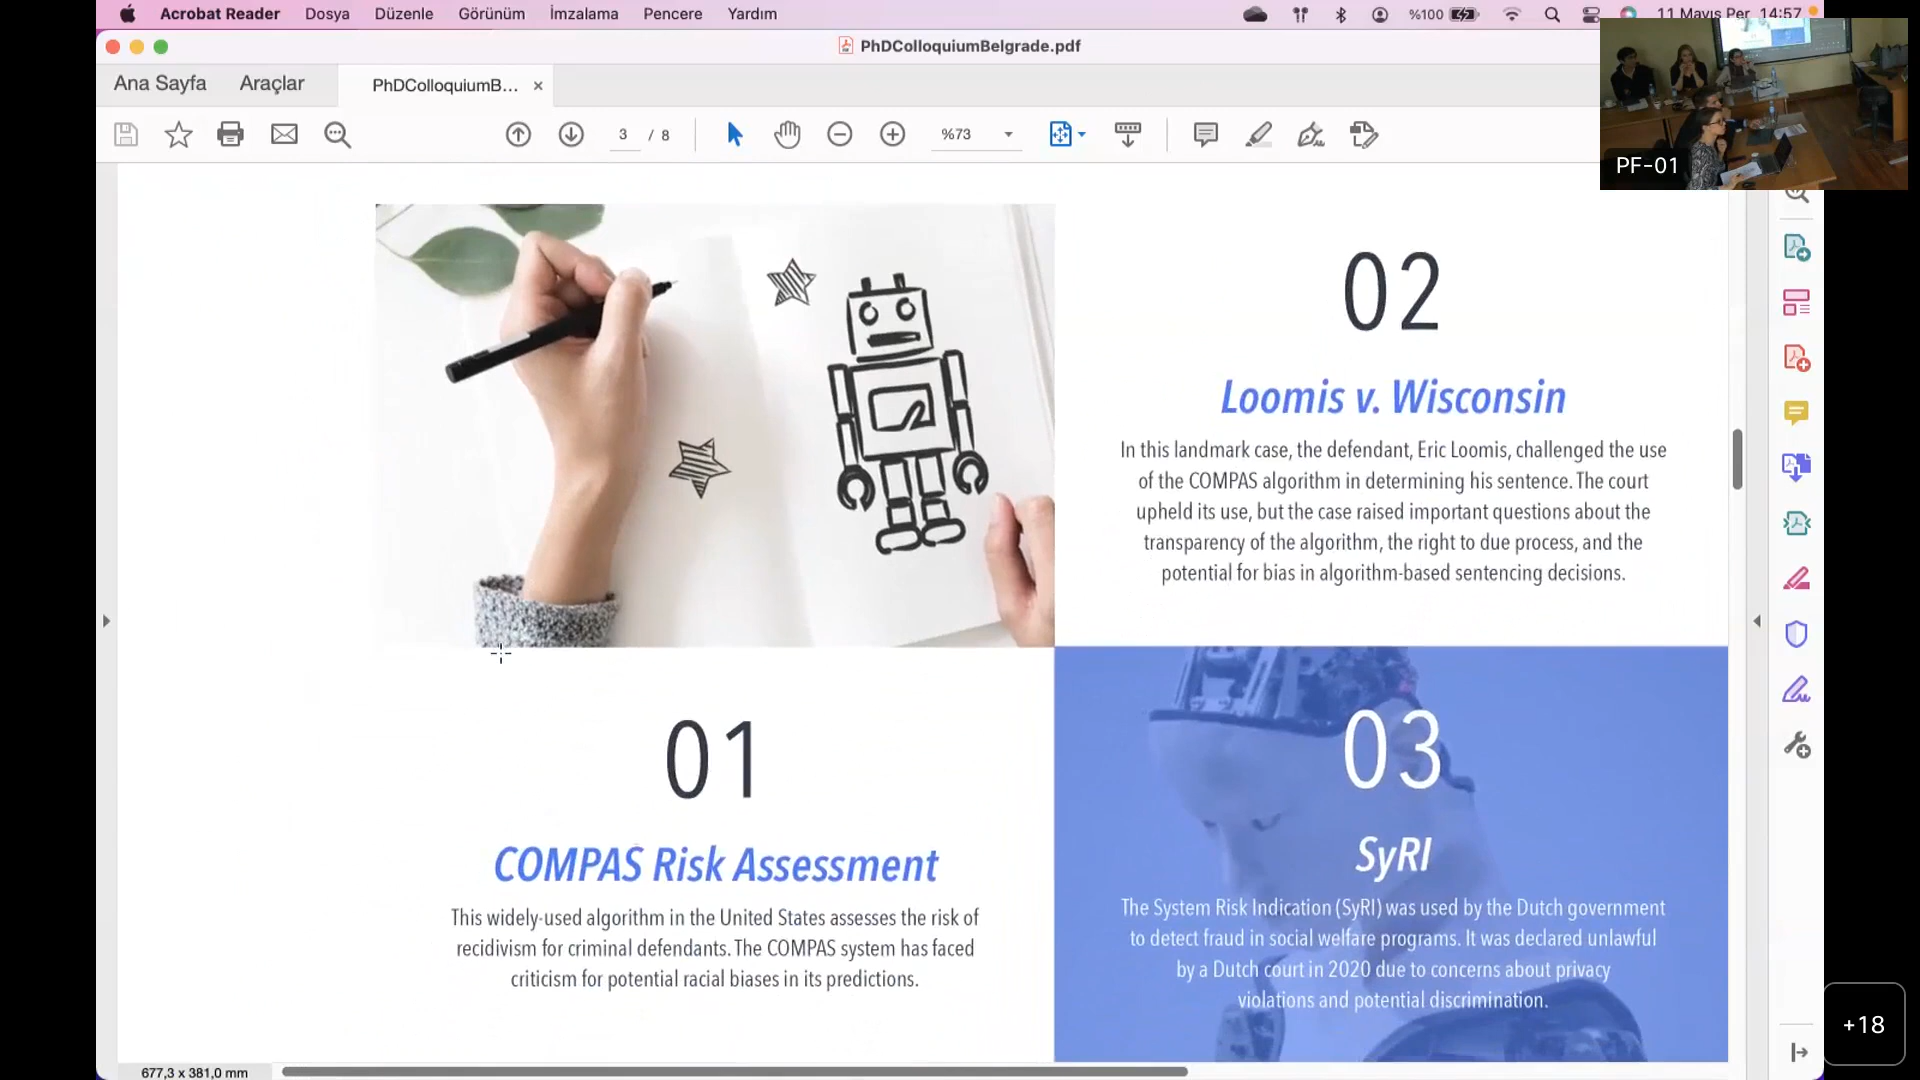 Acrobat Reader Dosya Düzenle Görünüm İmzalama Pencere Yardım %100 11 Mayıs Per 14:57
PhDColloquiumBelgrade.pdf
Ana Sayfa Araçlar PhDColloquiumB... ×
3 / 8 %73
PF-01
02
Loomis v. Wisconsin
In this landmark case, the defendant, Eric Loomis, challenged the use
of the COMPAS algorithm in determining his sentence. The court
upheld its use, but the case raised important questions about the
transparency of the algorithm, the right to due process, and the
potential for bias in algorithm-based sentencing decisions.
01
COMPAS Risk Assessment
This widely-used algorithm in the United States assesses the risk of
recidivism for criminal defendants. The COMPAS system has faced
criticism for potential racial biases in its predictions.
03
SyRI
The System Risk Indication (SyRI) was used by the Dutch government
to detect fraud in social welfare programs. It was declared unlawful
by a Dutch court in 2020 due to concerns about privacy
violations and potential discrimination.
+18
677,3 x 381,0 mm